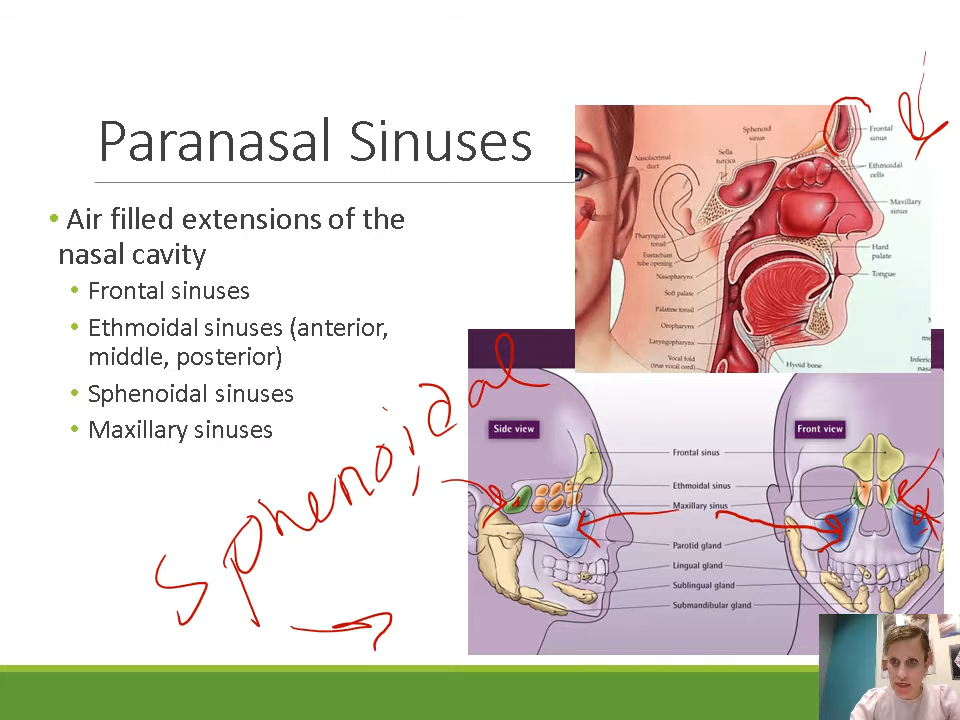 Paranasal Sinuses
• Air filled extensions of the
nasal cavity
• Frontal sinuses
• Ethmoidal sinuses (anterior,
middle, posterior)
• Sphenoidal sinuses
• Maxillary sinuses
Sphenoidal
Sphenoid
sinus
Sella
turcica
Nasolacrimal
duct
Frontal
sinus
Ethmoidal
cells
Maxillary
sinus
Hard
palate
Tongue
Pharyngeal
tonsil
Eustachian
tube opening
Nasopharynx
Soft palate
Palatine tonsil
Oropharynx
Laryngopharynx
Vocal fold
(true vocal cord)
Hyoid bone
Side view
Front view
Frontal sinus
Ethmoidal sinus
Maxillary sinus
Parotid gland
Lingual gland
Sublingual gland
Submandibular gland